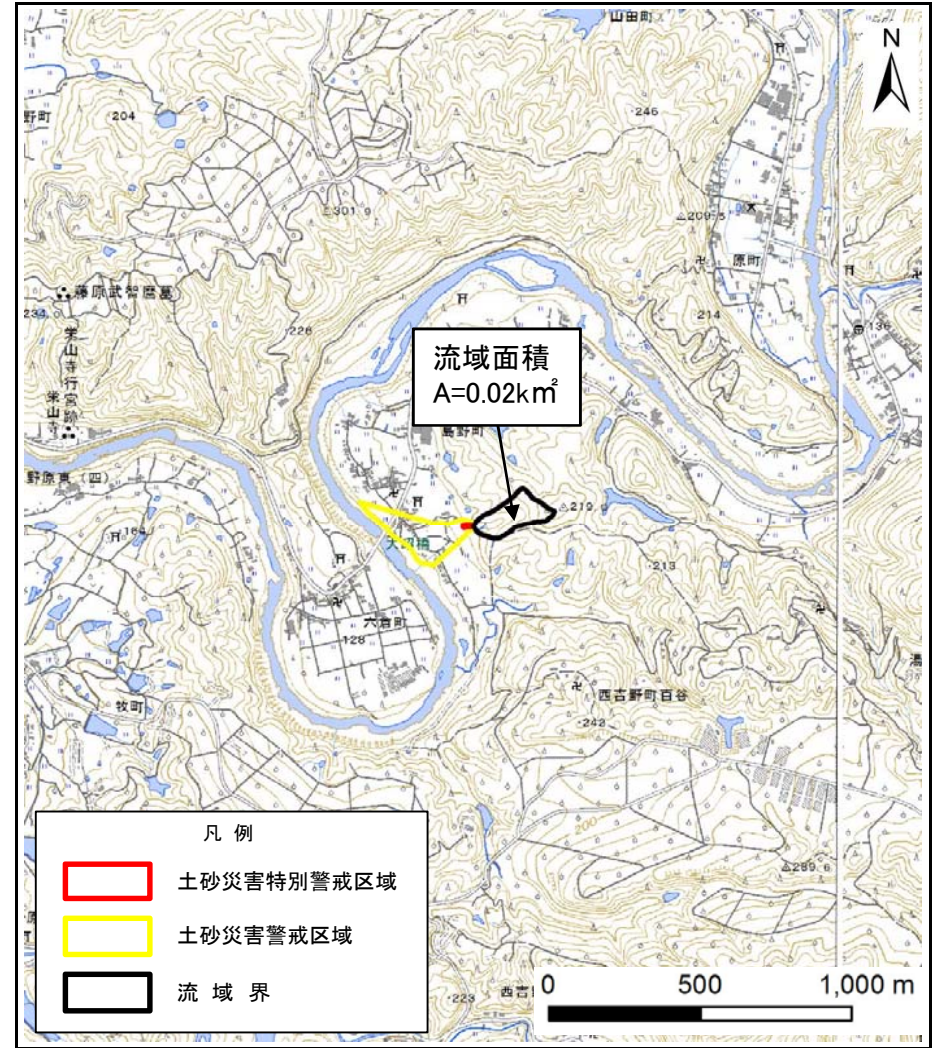 山田町
N
野町
204
246
301.9
209.5
原町
藤原武智麿墓
234.0
228
214
136
栄山寺行宮跡
栄山寺
流域面積
A=0.02k㎡
島野町
野原東(四)
164
219.
大ILL橋
213
六倉町
128
西吉野町百谷
牧町
242
200
289.6
凡 例
土砂災害特別警戒区域
土砂災害警戒区域
流 域 界
223
西吉
0 500 1,000 m